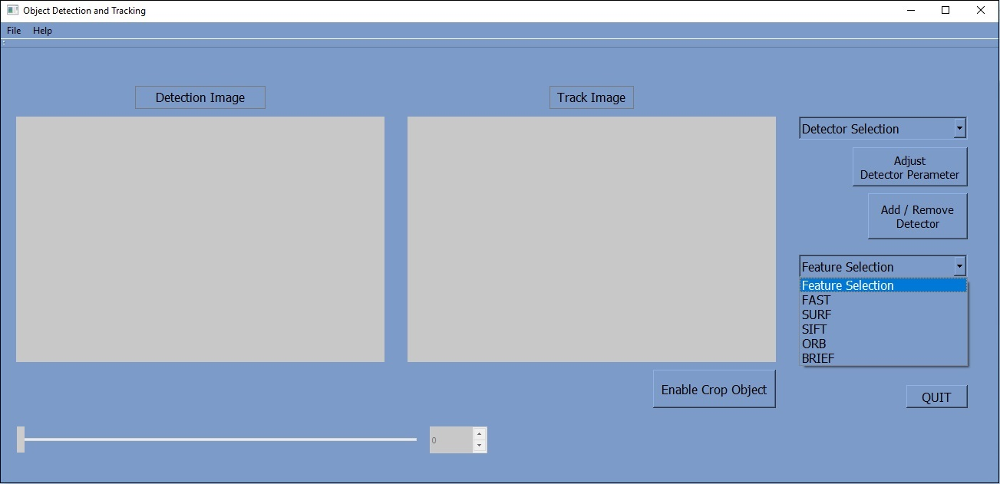 Object Detection and Tracking
File Help
Detection Image
Track Image
Detector Selection
Adjust
Detector Perameter
Add / Remove
Detector
Feature Selection
Feature Selection
FAST
SURF
SIFT
ORB
BRIEF
Enable Crop Object
QUIT
0